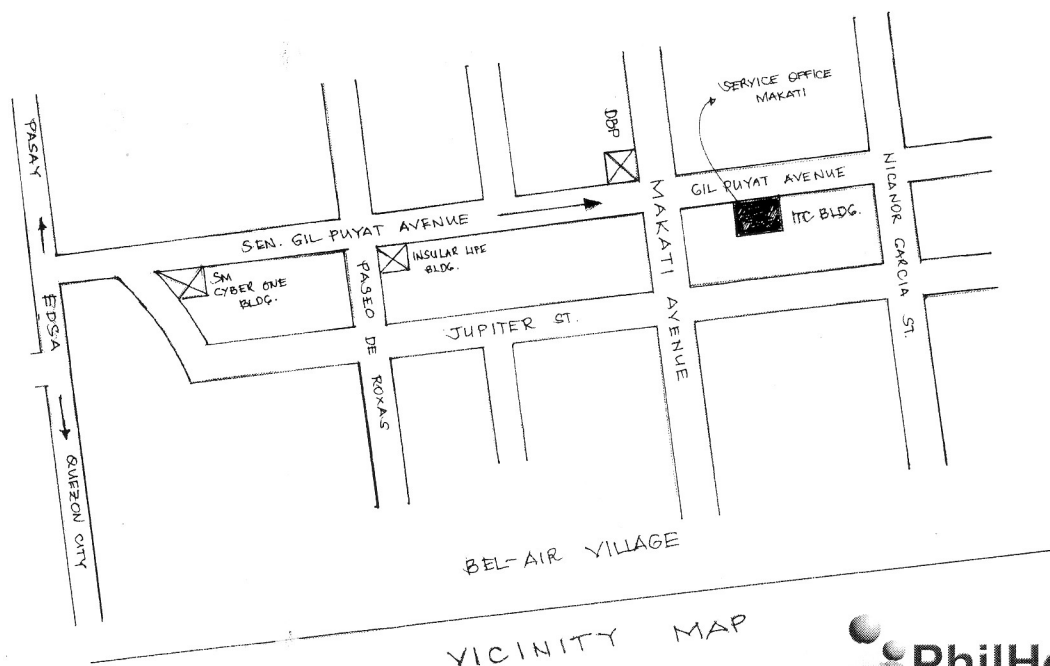 SERVICE OFFICE
MAKATI
DBP
PASAY
NICANOR GARCIA ST.
GIL PUYAT AVENUE
MAKATI AVENUE
ITC BLDG.
SEN. GIL PUYAT AVENUE
INSULAR LIFE
BLDG.
SM
CYBER ONE
BLDG.
PASEO DE ROXAS
EDSA
JUPITER ST.
QUEZON CITY
BEL-AIR VILLAGE
VICINITY MAP